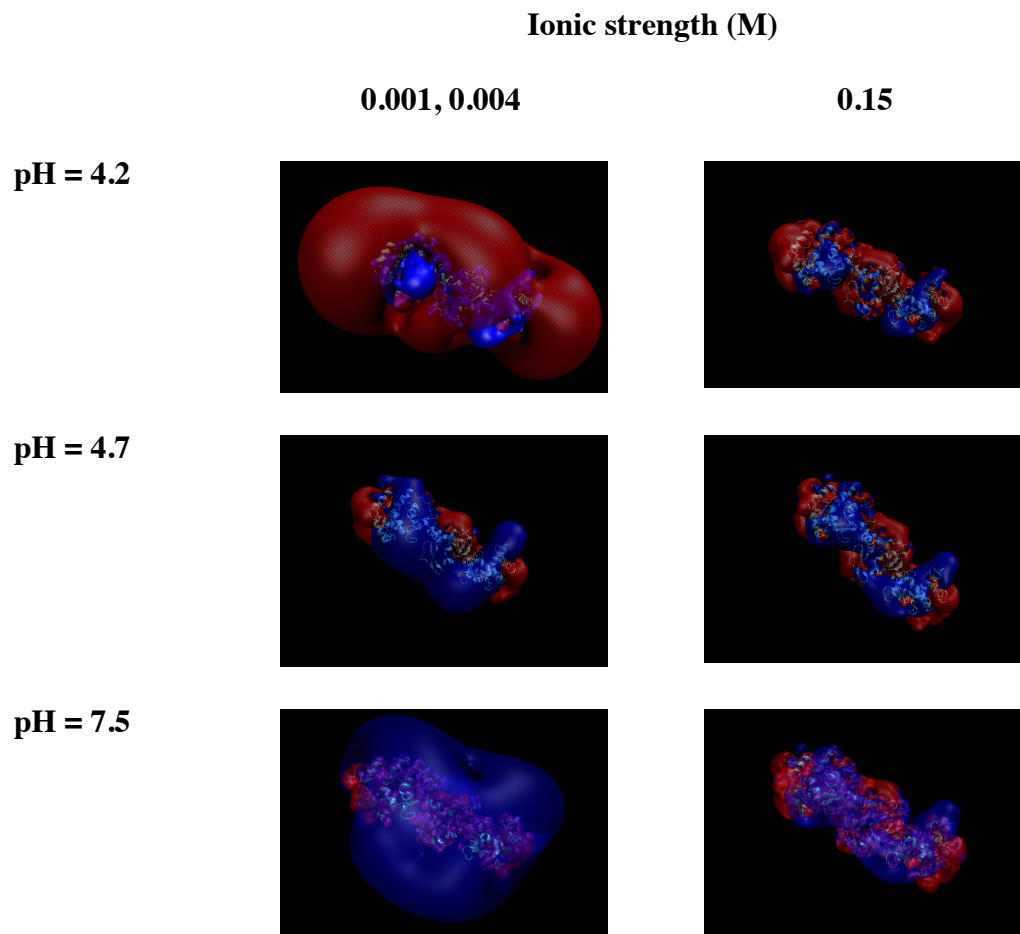 Ionic strength (M)
0.001, 0.004 0.15
pH = 4.2
pH = 4.7
pH = 7.5